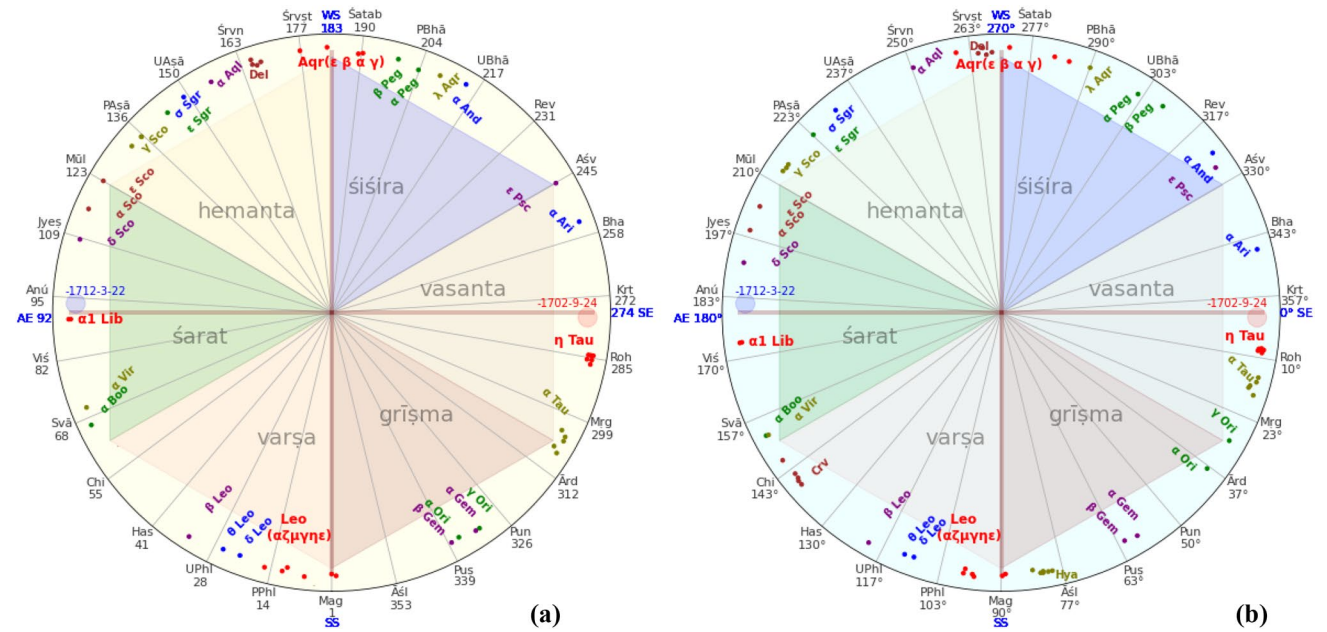 WS
183
Śrvṣt
177
Śatab
190
Śrvn
163
PBhā
204
UAṣā
150
UBhā
217
PAṣā
136
Rev
231
Mūl
123
Aśv
245
Jyeṣ
109
Bha
258
Anú
95
Kṛt
272
AE 92
274 SE
Viś
82
Roh
285
Svā
68
Mrg
299
Chi
55
Ārd
312
Has
41
Pun
326
UPhl
28
Puṣ
339
PPhl
14
Āśl
353
Mag
1
SS
Aqr(ε β α γ)
Del
α Aql
σ Sgr
ε Sgr
γ Sco
ε Sco
α Sco
δ Sco
β Peg
α Peg
λ Aqr
α And
ε Psc
α Ari
śiśira
hemanta
vasanta
śarat
grīṣma
varṣa
-1712-3-22
-1702-9-24
α1 Lib
η Tau
α Vir
α Boo
α Tau
β Leo
θ Leo
δ Leo
Leo
(αζμγηε)
γ Ori
α Gem
α Ori
β Gem
(a)
WS
270°
Śrvṣt
263°
Śatab
277°
Śrvn
250°
PBhā
290°
UAṣā
237°
UBhā
303°
PAṣā
223°
Rev
317°
Mūl
210°
Aśv
330°
Jyeṣ
197°
Bha
343°
Anú
183°
Kṛt
357°
AE 180°
0° SE
Viś
170°
Roh
10°
Svā
157°
Mrg
23°
Chi
143°
Ārd
37°
Has
130°
Pun
50°
UPhl
117°
Puṣ
63°
PPhl
103°
Āśl
77°
Mag
90°
SS
Del
Aqr(ε β α γ)
α Aql
σ Sgr
ε Sgr
γ Sco
ε Sco
α Sco
δ Sco
λ Aqr
α Peg
β Peg
α And
ε Psc
α Ari
śiśira
hemanta
vasanta
śarat
grīṣma
varṣa
-1712-3-22
-1702-9-24
α1 Lib
η Tau
α Boo
α Vir
Crv
α Tau
γ Ori
α Ori
α Gem
β Gem
β Leo
θ Leo
δ Leo
Leo
(αζμγηε)
Hya
(b)